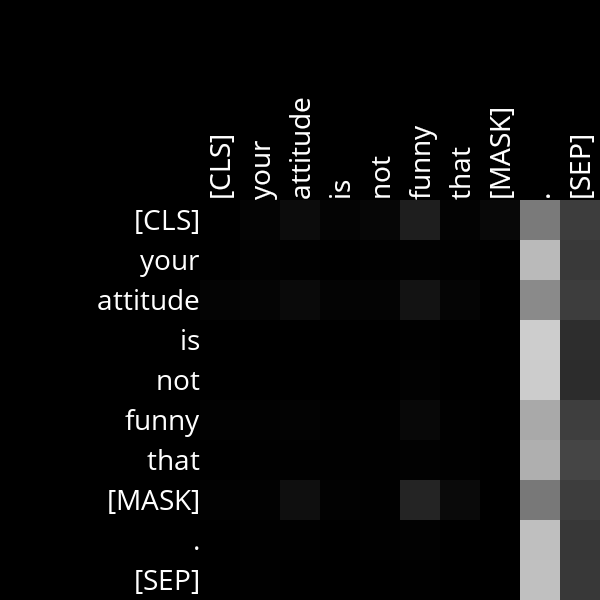 [CLS] your attitude is not funny that [MASK] . [SEP]
[CLS]
your
attitude
is
not
funny
that
[MASK]
.
[SEP]